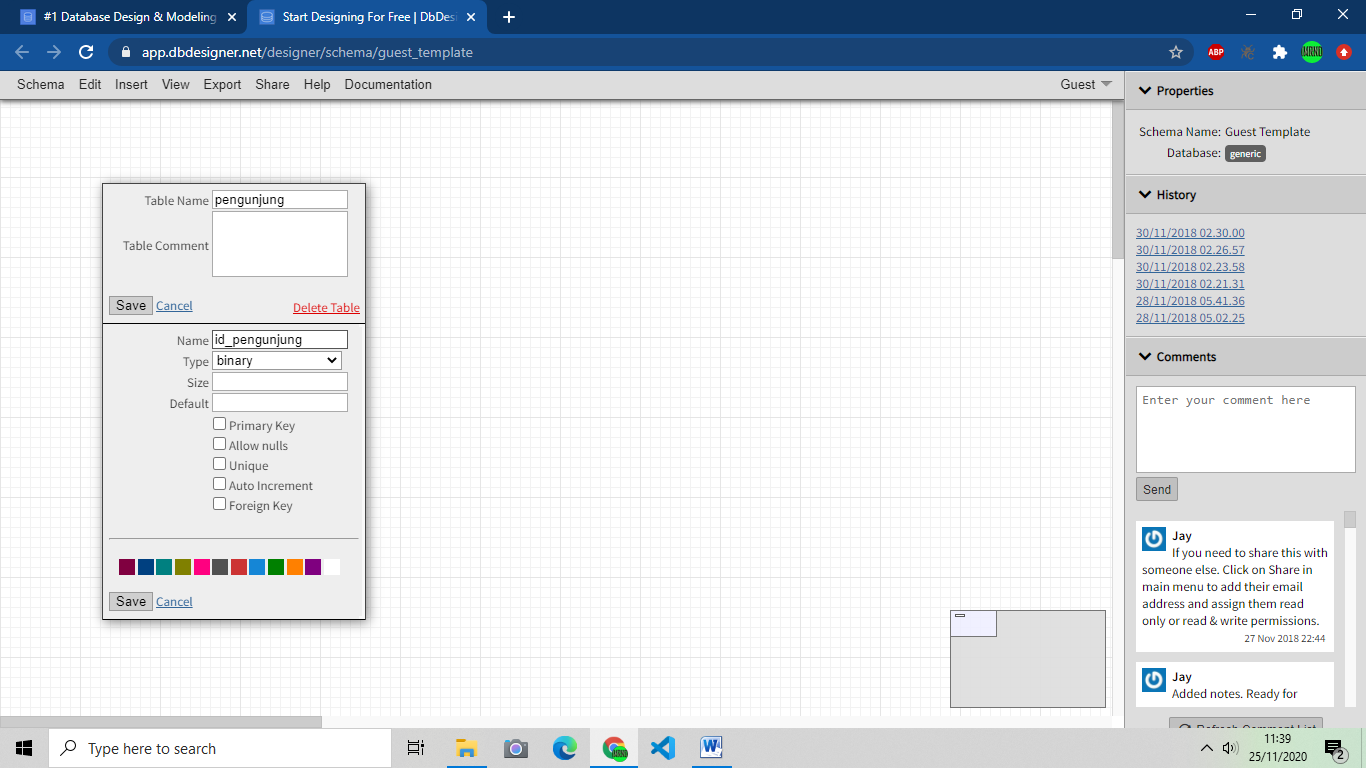 #1 Database Design & Modeling
Start Designing For Free | DbDesi
app.dbdesigner.net/designer/schema/guest_template
ABP
Schema Edit Insert View Export Share Help Documentation
Guest
Table Name pengunjung
Table Comment
Save Cancel Delete Table
Name id_pengunjung
Type binary
Size
Default
Primary Key
Allow nulls
Unique
Auto Increment
Foreign Key
Save Cancel
Properties
Schema Name: Guest Template
Database: generic
History
30/11/2018 02.30.00
30/11/2018 02.26.57
30/11/2018 02.23.58
30/11/2018 02.21.31
28/11/2018 05.41.36
28/11/2018 05.02.25
Comments
Enter your comment here
Send
Jay
If you need to share this with
someone else. Click on Share in
main menu to add their email
address and assign them read
only or read & write permissions.
27 Nov 2018 22:44
Jay
Added notes. Ready for
Refresh Comment List
Type here to search
11:39
25/11/2020
2